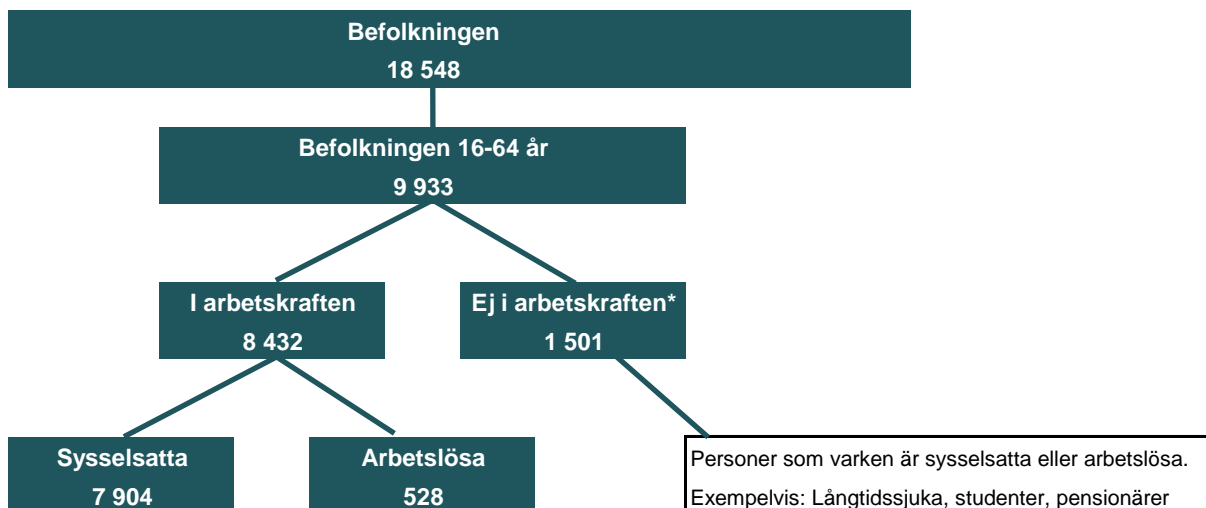 Befolkningen
18 548
Befolkningen 16-64 år
9 933
I arbetskraften
8 432
Ej i arbetskraften*
1 501
Sysselsatta
7 904
Arbetslösa
528
Personer som varken är sysselsatta eller arbetslösa.
Exempelvis: Långtidssjuka, studenter, pensionärer